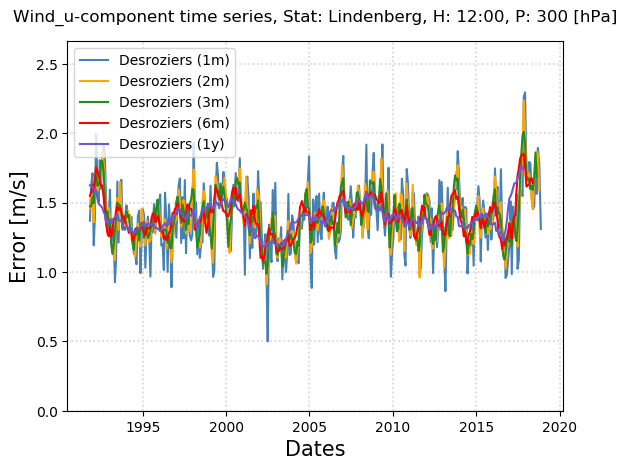 Wind_u-component time series, Stat: Lindenberg, H: 12:00, P: 300 [hPa]
Desroziers (1m)
Desroziers (2m)
Desroziers (3m)
Desroziers (6m)
Desroziers (1y)
Error [m/s]
2.5
2.0
1.5
1.0
0.5
0.0
1995 2000 2005 2010 2015 2020
Dates